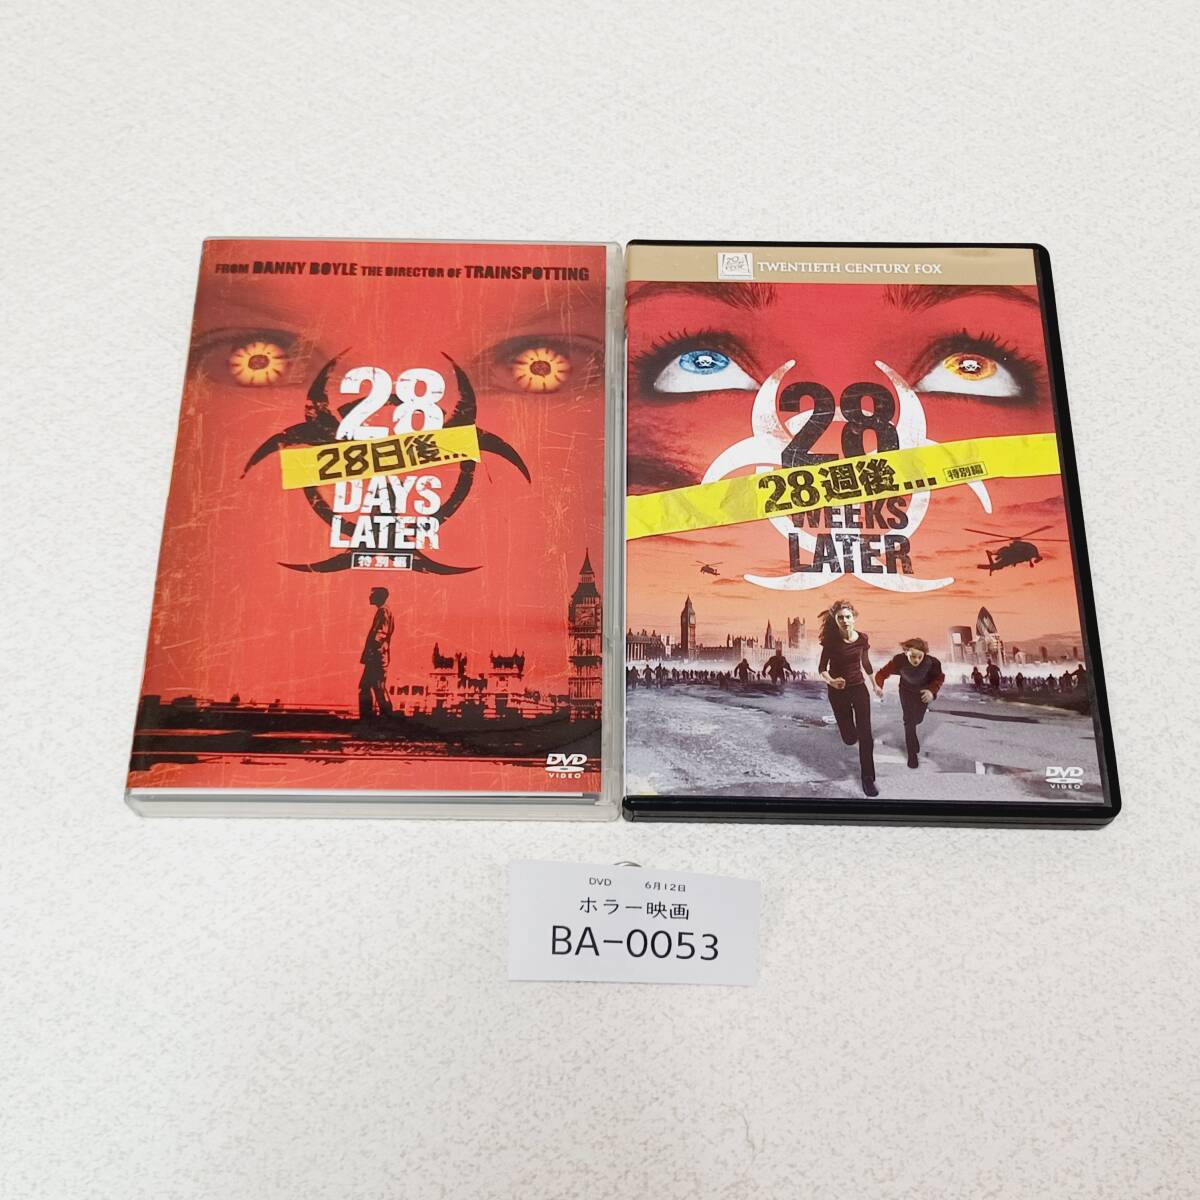 FROM DANNY BOYLE THE DIRECTOR OF TRAINSPOTTING
28
28日後...
DAYS
LATER
特別編
DVD
VIDEO
TWENTIETH CENTURY FOX
28
28週後... 特別編
WEEKS
LATER
DVD
VIDEO
DVD 6月12日
ホラー映画
BA-0053